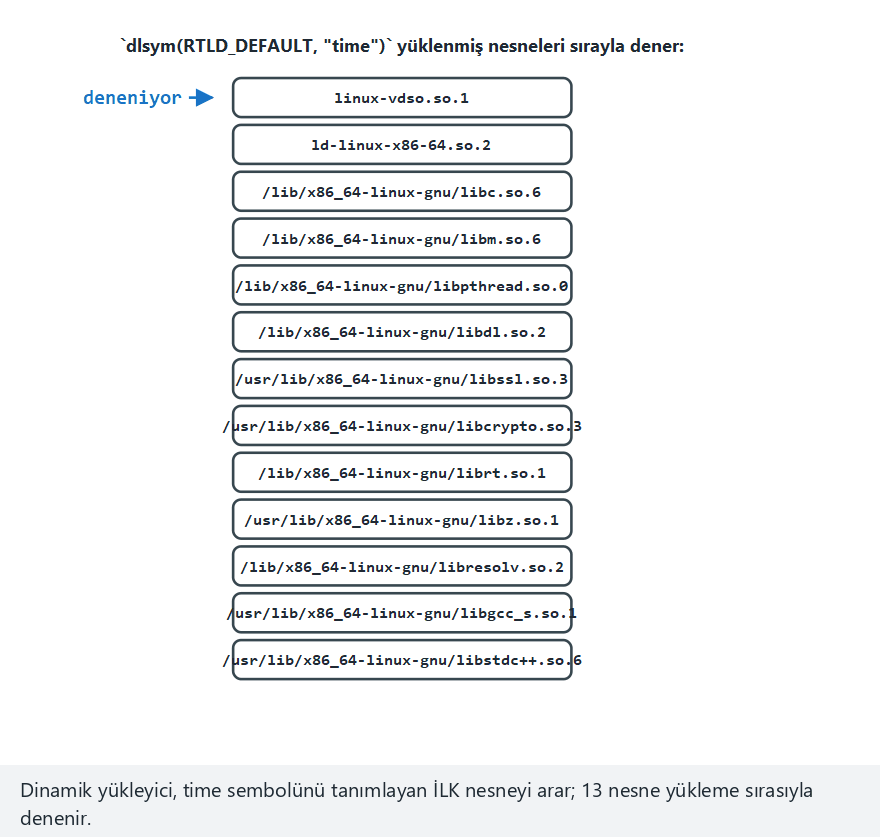 `dlsym(RTLD_DEFAULT, "time")` yüklenmiş nesneleri sırayla dener:
deneniyor
linux-vdso.so.1
ld-linux-x86-64.so.2
/lib/x86_64-linux-gnu/libc.so.6
/lib/x86_64-linux-gnu/libm.so.6
/lib/x86_64-linux-gnu/libpthread.so.0
/lib/x86_64-linux-gnu/libdl.so.2
/usr/lib/x86_64-linux-gnu/libssl.so.3
/usr/lib/x86_64-linux-gnu/libcrypto.so.3
/lib/x86_64-linux-gnu/librt.so.1
/usr/lib/x86_64-linux-gnu/libz.so.1
/lib/x86_64-linux-gnu/libresolv.so.2
/usr/lib/x86_64-linux-gnu/libgcc_s.so.1
/usr/lib/x86_64-linux-gnu/libstdc++.so.6
Dinamik yükleyici, time sembolünü tanımlayan İLK nesneyi arar; 13 nesne yükleme sırasıyla
denenir.